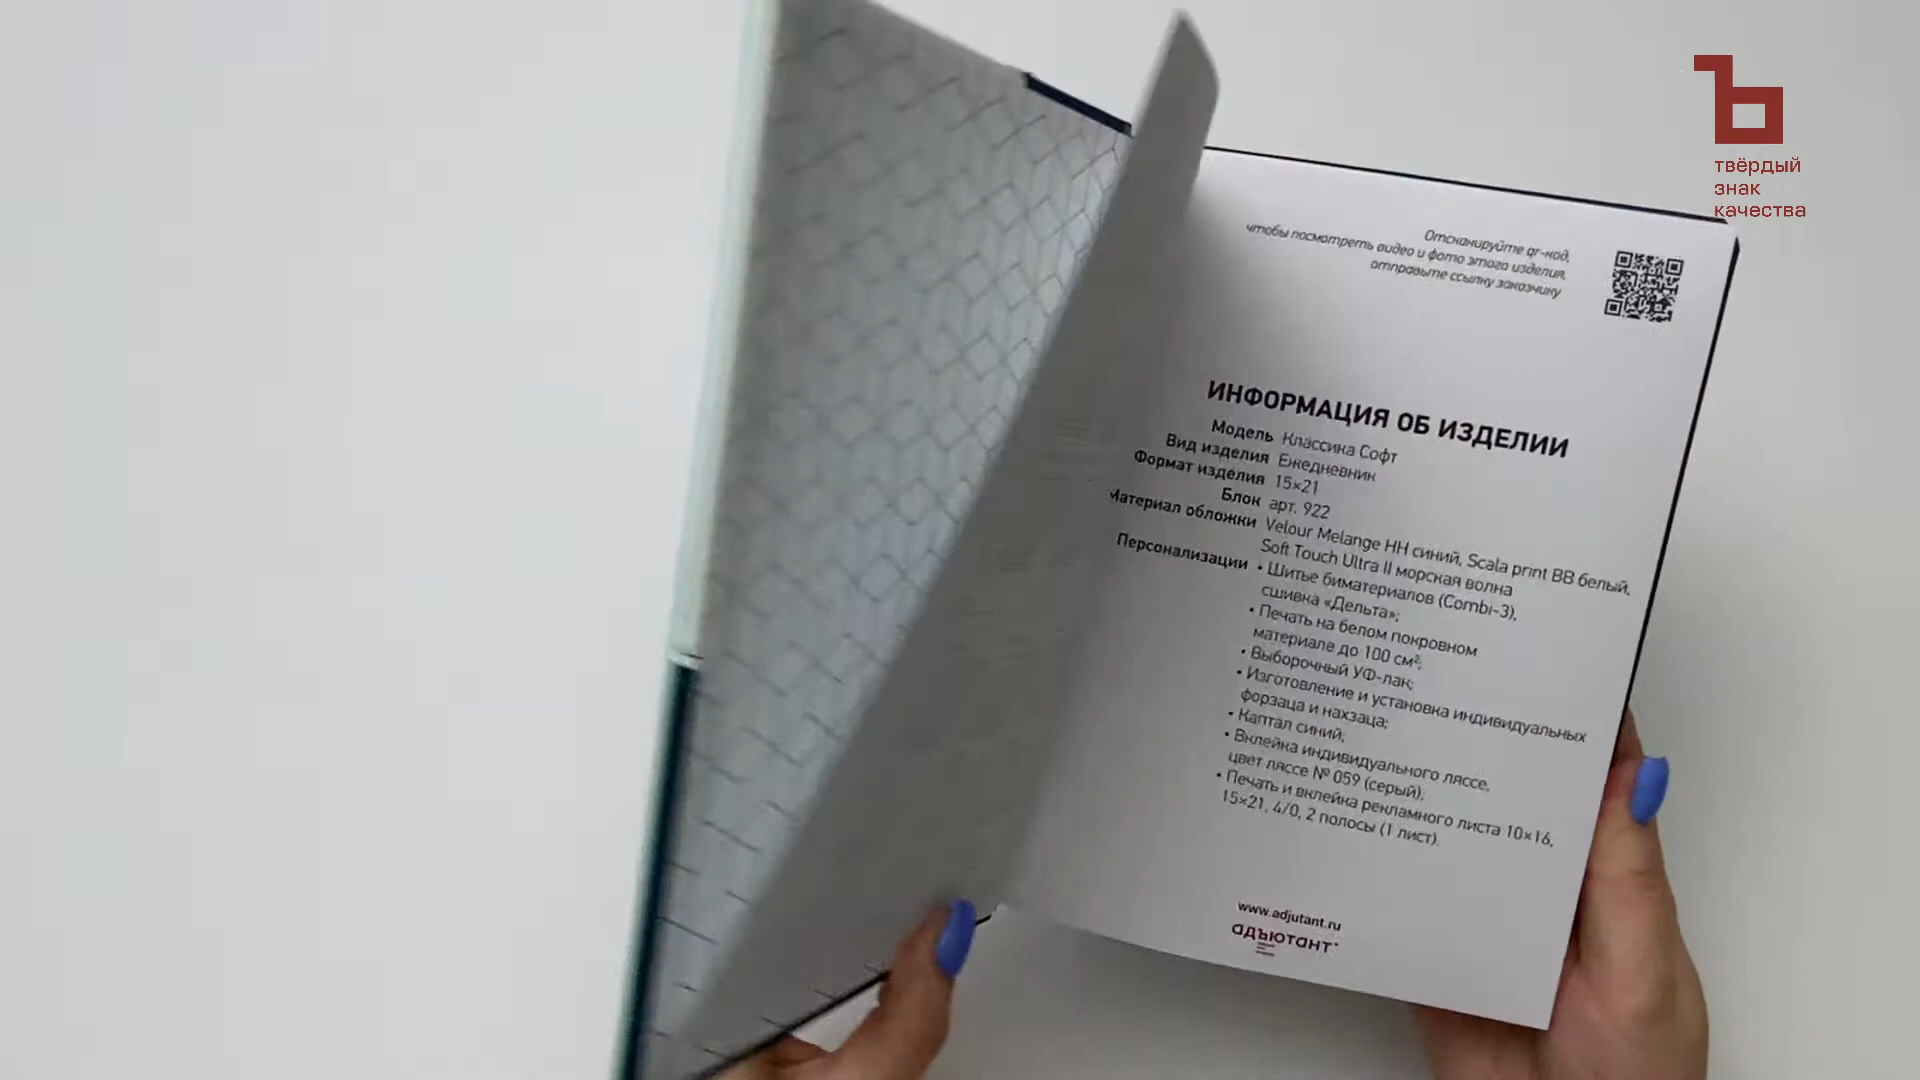 твёрдый
знак
качества
Отсканируйте qr-код,
чтобы посмотреть видео и фото этого изделия,
отправьте ссылку заказчику
ИНФОРМАЦИЯ ОБ ИЗДЕЛИИ
Модель Классика Софт
Вид изделия Ежедневник
Формат изделия 15×21
Блок арт. 922
Материал обложки Velour Melange НН синий, Scala print ВВ белый,
Soft Touch Ultra II морская волна
Персонализации • Шитье биматериалов (Combi-3),
сшивка «Дельта»;
• Печать на белом покровном
материале до 100 см²;
• Выборочный УФ-лак;
• Изготовление и установка индивидуальных
форзаца и нахзаца;
• Каптал синий;
• Вклейка индивидуального ляссе,
цвет ляссе № 059 (серый);
• Печать и вклейка рекламного листа 10×16,
15×21, 4/0, 2 полосы (1 лист).
www.adjutant.ru
адъютант